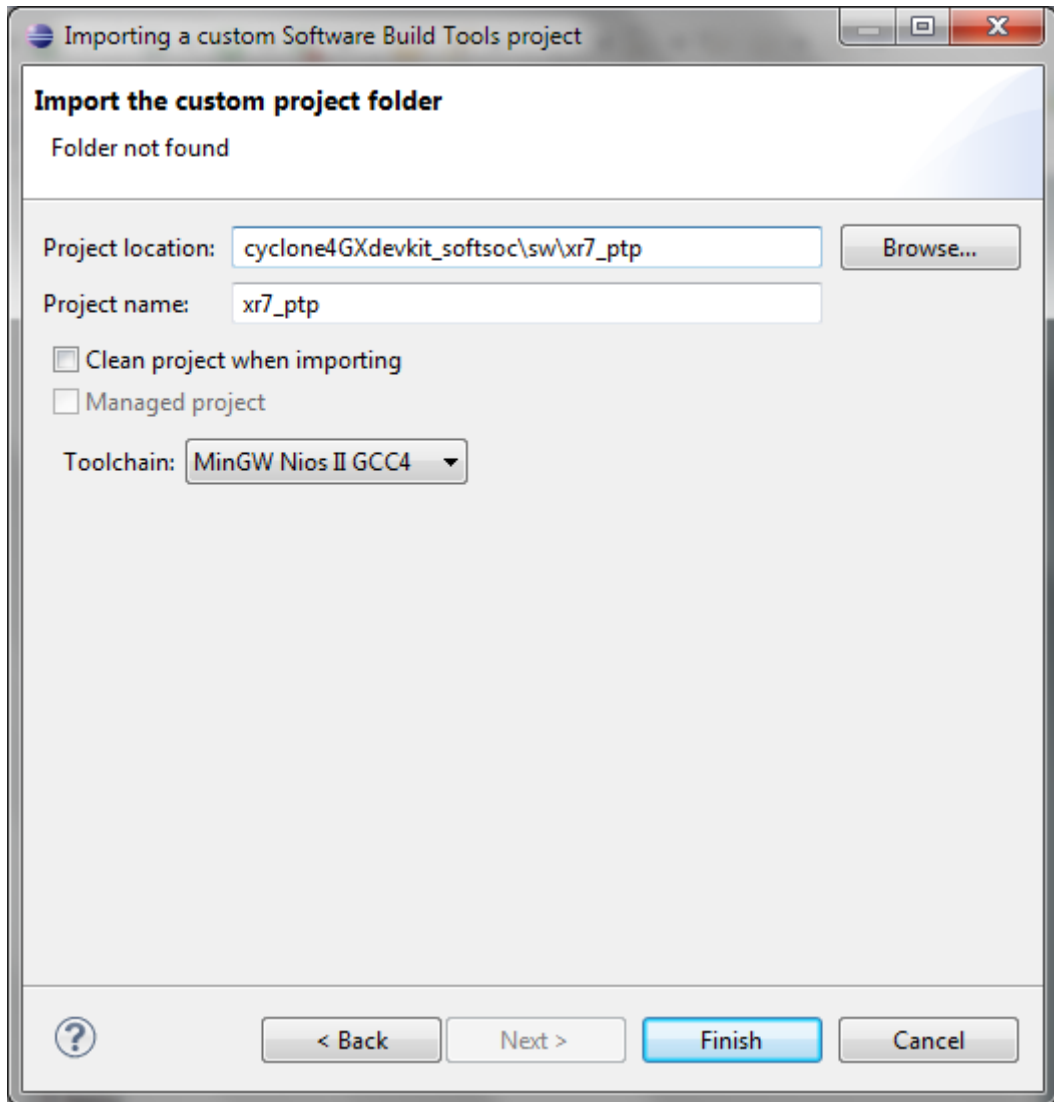 Importing a custom Software Build Tools project
Import the custom project folder
Folder not found
Project location: cyclone4GXdevkit_softsoc\sw\xr7_ptp Browse...
Project name: xr7_ptp
Clean project when importing
Managed project
Toolchain: MinGW Nios II GCC4
? < Back Next > Finish Cancel